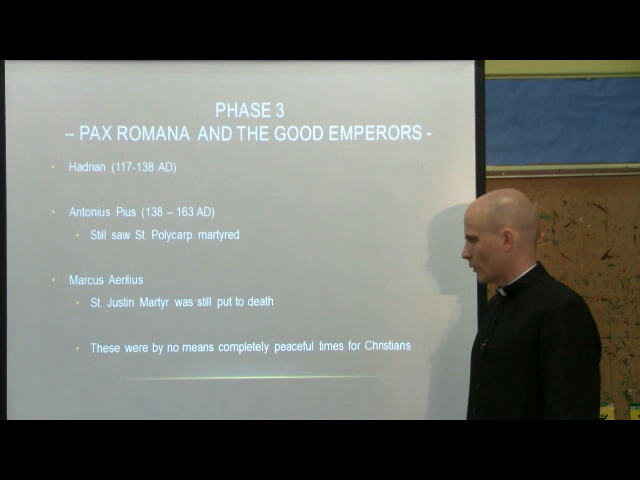 PHASE 3
– PAX ROMANA AND THE GOOD EMPERORS -
Hadrian (117-138 AD)
Antonius Pius (138 – 163 AD)
Still saw St. Polycarp martyred
Marcus Aerilius
St. Justin Martyr was still put to death
These were by no means completely peaceful times for Christians